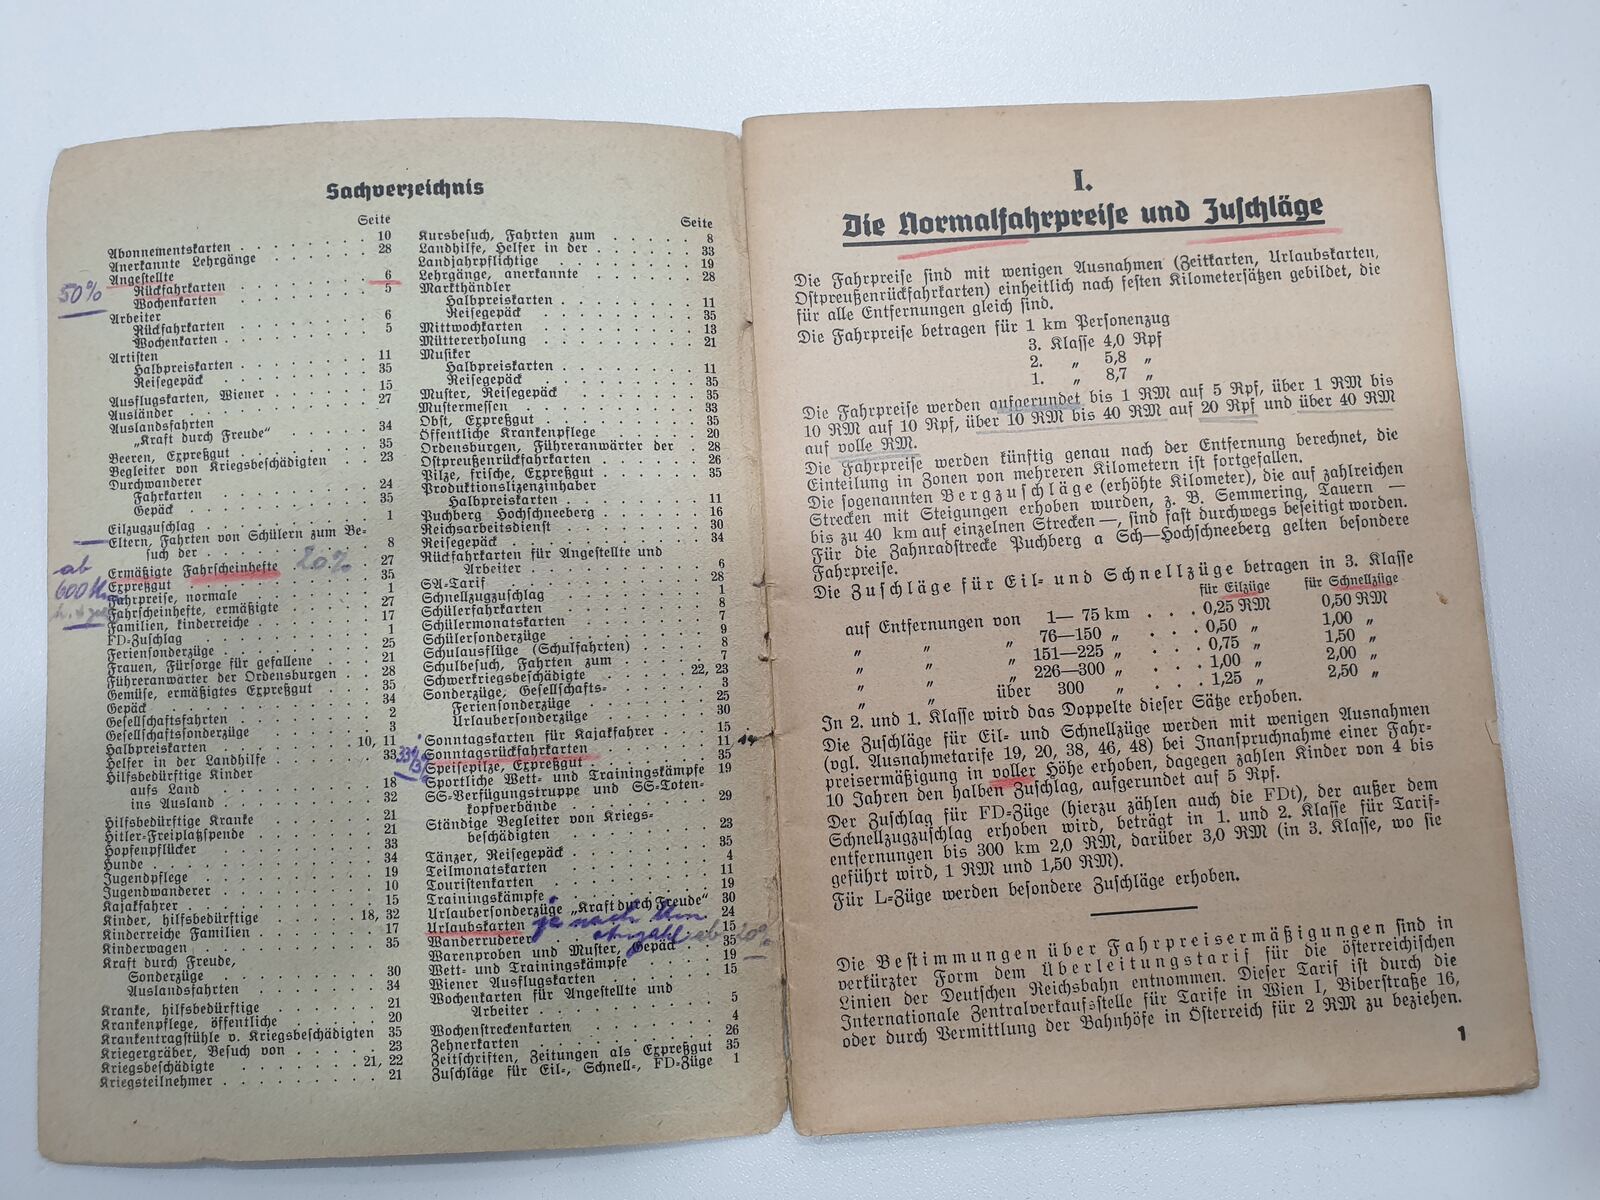 Sachverzeichnis
Seite
Abonnementskarten . . . . . . . 10
Anerkannte Lehrgänge . . . . . . 28
Angestellte
50% Rückfahrkarten . . . . . . . 6
Wochenkarten . . . . . . . 5
Arbeiter
Rückfahrkarten . . . . . . . 6
Wochenkarten . . . . . . . 5
Artisten
Halbpreiskarten . . . . . . . 11
Reisegepäck . . . . . . . 35
Ausflugskarten, Wiener . . . . . 15
Ausländer . . . . . . . 27
Auslandsfahrten
„Kraft durch Freude“ . . . . . 34
Beeren, Expreßgut . . . . . . 35
Begleiter von Kriegsbeschädigten . . 23
Durchwanderer
Fahrkarten . . . . . . . 24
Gepäck . . . . . . . 35
Eilzugzuschlag . . . . . . . 1
Eltern, Fahrten von Schülern zum Be-
such der . . . . . . . 8
Ermäßigte Fahrscheinhefte 20% . 27
Expreßgut . . . . . . . 35
ab
600 km
Fahrpreise, normale . . . . . . 1
Fahrscheinhefte, ermäßigte . . . . 27
Familien, kinderreiche . . . . . 17
FD-Zuschlag . . . . . . . 1
Feriensonderzüge . . . . . . . 25
Frauen, Fürsorge für gefallene . . . 21
Führeranwärter der Ordensburgen . . 28
Gemüse, ermäßigtes Expreßgut . . . 35
Gepäck . . . . . . . 34
Gesellschaftsfahrten . . . . . . 2
Gesellschaftssonderzüge . . . . . 3
Halbpreiskarten . . . . . . 10, 11
Helfer in der Landhilfe . . . . . 33
Hilfsbedürftige Kinder
aufs Land . . . . . . . 18
ins Ausland . . . . . . . 32
Hilfsbedürftige Kranke . . . . . 21
Hitler-Freiplatzspende . . . . . 21
Hopfenpflücker . . . . . . . 33
Hunde . . . . . . . 34
Jugendpflege . . . . . . . 19
Jugendwanderer . . . . . . . 10
Kajakfahrer . . . . . . . 15
Kinder, hilfsbedürftige . . . . . 18, 32
Kinderreiche Familien . . . . . . 17
Kinderwagen . . . . . . . 35
Kraft durch Freude,
Sonderzüge . . . . . . . 30
Auslandsfahrten . . . . . . . 34
Kranke, hilfsbedürftige . . . . . 21
Krankenpflege, öffentliche . . . . . 20
Krankentragstühle v. Kriegsbeschädigten 35
Kriegergräber, Besuch von . . . . . 23
Kriegsbeschädigte . . . . . . 21, 22
Kriegsteilnehmer . . . . . . . 21
Seite
Kursbesuch, Fahrten zum . . . . . 8
Landhilfe, Helfer in der . . . . . 33
Landjahrpflichtige . . . . . . 19
Lehrgänge, anerkannte . . . . . 28
Markthändler
Halbpreiskarten . . . . . . 11
Reisegepäck . . . . . . . 35
Mittwochkarten . . . . . . . 13
Müttererholung . . . . . . . 21
Musiker
Halbpreiskarten . . . . . . 11
Reisegepäck . . . . . . . 35
Muster, Reisegepäck . . . . . . 35
Mustermessen . . . . . . . 33
Obst, Expreßgut . . . . . . . 35
Öffentliche Krankenpflege . . . . . 20
Ordensburgen, Führeranwärter der . . 28
Ostpreußenrückfahrkarten . . . . . 26
Pilze, frische, Expreßgut . . . . . 35
Produktionslizenzinhaber
Halbpreiskarten . . . . . . 11
Puchberg Hochschneeberg . . . . . 16
Reichsarbeitsdienst . . . . . . 30
Reisegepäck . . . . . . . 34
Rückfahrkarten für Angestellte und
Arbeiter . . . . . . . 6
SA-Tarif . . . . . . . 28
Schnellzugzuschlag . . . . . . 1
Schülerfahrkarten . . . . . . 8
Schülermonatskarten . . . . . . 7
Schülersonderzüge . . . . . . 9
Schulausflüge (Schulfahrten) . . . . 8
Schulbesuch, Fahrten zum . . . . . 7
Schwerkriegsbeschädigte . . . . 22, 23
Sonderzüge, Gesellschafts- . . . . . 3
Feriensonderzüge . . . . . . 25
Urlaubersonderzüge . . . . . . 30
Sonntagskarten für Kajakfahrer . . . 15
33⅓% Sonntagsrückfahrkarten . . . . . 11
Speisepilze, Expreßgut . . . . . 35
Sportliche Wett- und Trainingskämpfe 19
SS-Verfügungstruppe und SS-Toten-
kopfverbände . . . . . . . 29
Ständige Begleiter von Kriegs-
beschädigten . . . . . . . 23
Tänzer, Reisegepäck . . . . . . 35
Teilmonatskarten . . . . . . . 4
Touristenkarten . . . . . . . 11
Trainingskämpfe . . . . . . . 19
Urlaubersonderzüge „Kraft durch Freude“ 30
Urlaubskarten je nach km 24
Anzahl ab 20%
Wanderruderer . . . 15
Warenproben und Muster, Gepäck . . 35
Wett- und Trainingskämpfe . . . . . 19
Wiener Ausflugskarten . . . . . . 15
Wochenkarten für Angestellte und
Arbeiter . . . . . . . 5
Wochenstreckenkarten . . . . . . 4
Zehnerkarten . . . . . . . 26
Zeitschriften, Zeitungen als Expreßgut 35
Zuschläge für Eil-, Schnell-, FD-Züge 1
I.
Die Normalfahrpreise und Zuschläge
Die Fahrpreise sind mit wenigen Ausnahmen (Zeitkarten, Urlaubskarten,
Ostpreußenrückfahrkarten) einheitlich nach festen Kilometersätzen gebildet, die
für alle Entfernungen gleich sind.
Die Fahrpreise betragen für 1 km Personenzug
3. Klasse 4,0 Rpf
2. „ 5,8 „
1. „ 8,7 „
Die Fahrpreise werden aufgerundet bis 1 RM auf 5 Rpf, über 1 RM bis
10 RM auf 10 Rpf, über 10 RM bis 40 RM auf 20 Rpf und über 40 RM
auf volle RM.
Die Fahrpreise werden künftig genau nach der Entfernung berechnet, die
Einteilung in Zonen von mehreren Kilometern ist fortgefallen.
Die sogenannten Bergzuschläge (erhöhte Kilometer), die auf zahlreichen
Strecken mit Steigungen erhoben wurden, z. B. Semmering, Tauern —
bis zu 40 km auf einzelnen Strecken —, sind fast durchwegs beseitigt worden.
Für die Zahnradstrecke Puchberg a Sch—Hochschneeberg gelten besondere
Fahrpreise.
Die Zuschläge für Eil- und Schnellzüge betragen in 3. Klasse
für Eilzüge für Schnellzüge
auf Entfernungen von 1— 75 km . . . 0,25 RM 0,50 RM
„ „ „ 76—150 „ . . . 0,50 „ 1,00 „
„ „ „ 151—225 „ . . . 0,75 „ 1,50 „
„ „ „ 226—300 „ . . . 1,00 „ 2,00 „
„ „ über 300 „ . . . 1,25 „ 2,50 „
In 2. und 1. Klasse wird das Doppelte dieser Sätze erhoben.
Die Zuschläge für Eil- und Schnellzüge werden mit wenigen Ausnahmen
(vgl. Ausnahmetarife 19, 20, 38, 46, 48) bei Inanspruchnahme einer Fahr-
preisermäßigung in voller Höhe erhoben, dagegen zahlen Kinder von 4 bis
10 Jahren den halben Zuschlag, aufgerundet auf 5 Rpf.
Der Zuschlag für FD-Züge (hierzu zählen auch die FDt), der außer dem
Schnellzugzuschlag erhoben wird, beträgt in 1. und 2. Klasse für Tarif-
entfernungen bis 300 km 2,0 RM, darüber 3,0 RM (in 3. Klasse, wo sie
geführt wird, 1 RM und 1,50 RM).
Für L-Züge werden besondere Zuschläge erhoben.
Die Bestimmungen über Fahrpreisermäßigungen sind in
verkürzter Form dem Überleitungstarif für die österreichischen
Linien der Deutschen Reichsbahn entnommen. Dieser Tarif ist durch die
Internationale Zentralverkaufsstelle für Tarife in Wien I, Biberstraße 16,
oder durch Vermittlung der Bahnhöfe in Österreich für 2 RM zu beziehen.
1